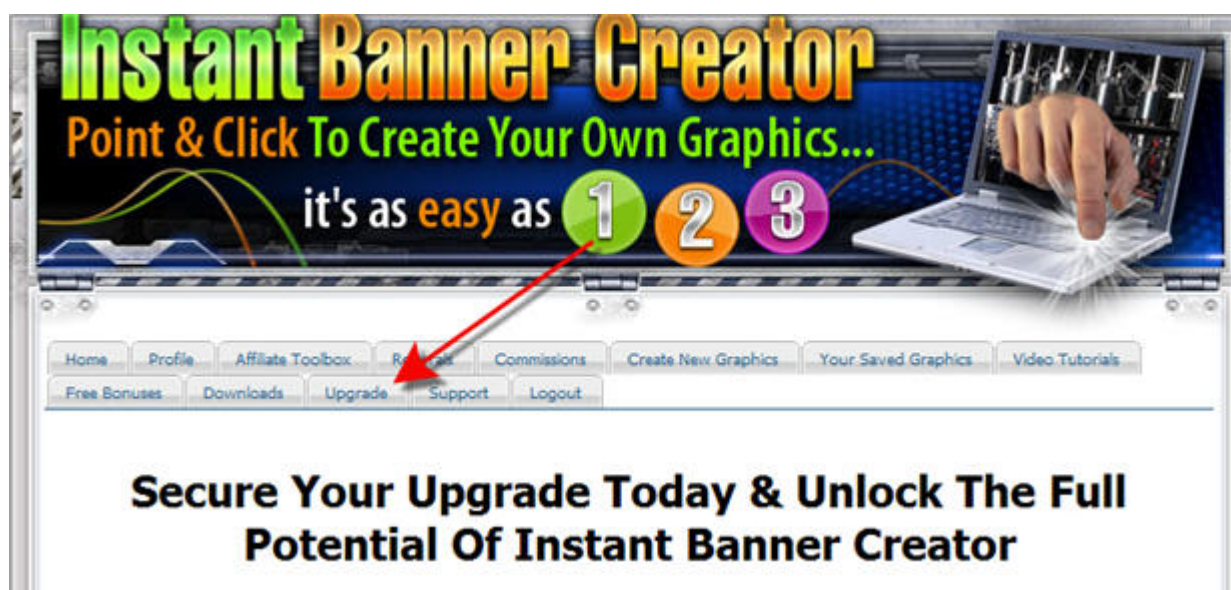 Instant Banner Creator
Point & Click To Create Your Own Graphics...
it's as easy as 1 2 3
Home Profile Affiliate Toolbox Referrals Commissions Create New Graphics Your Saved Graphics Video Tutorials
Free Bonuses Downloads Upgrade Support Logout
Secure Your Upgrade Today & Unlock The Full
Potential Of Instant Banner Creator